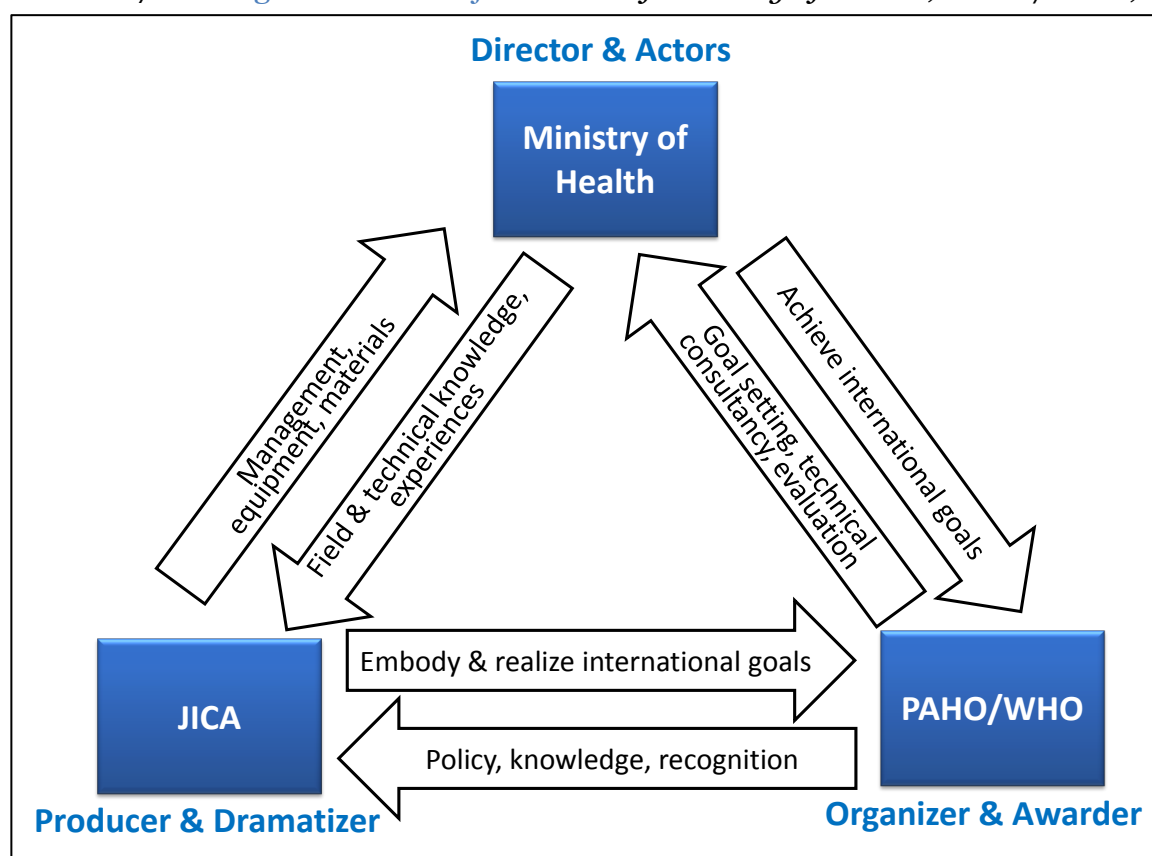 Director & Actors
Ministry of
Health
Management,
equipment, materials
Field & technical knowledge,
experiences
Goal setting, technical
consultancy, evaluation
Achieve international goals
Embody & realize international goals
JICA
PAHO/WHO
Policy, knowledge, recognition
Producer & Dramatizer
Organizer & Awarder